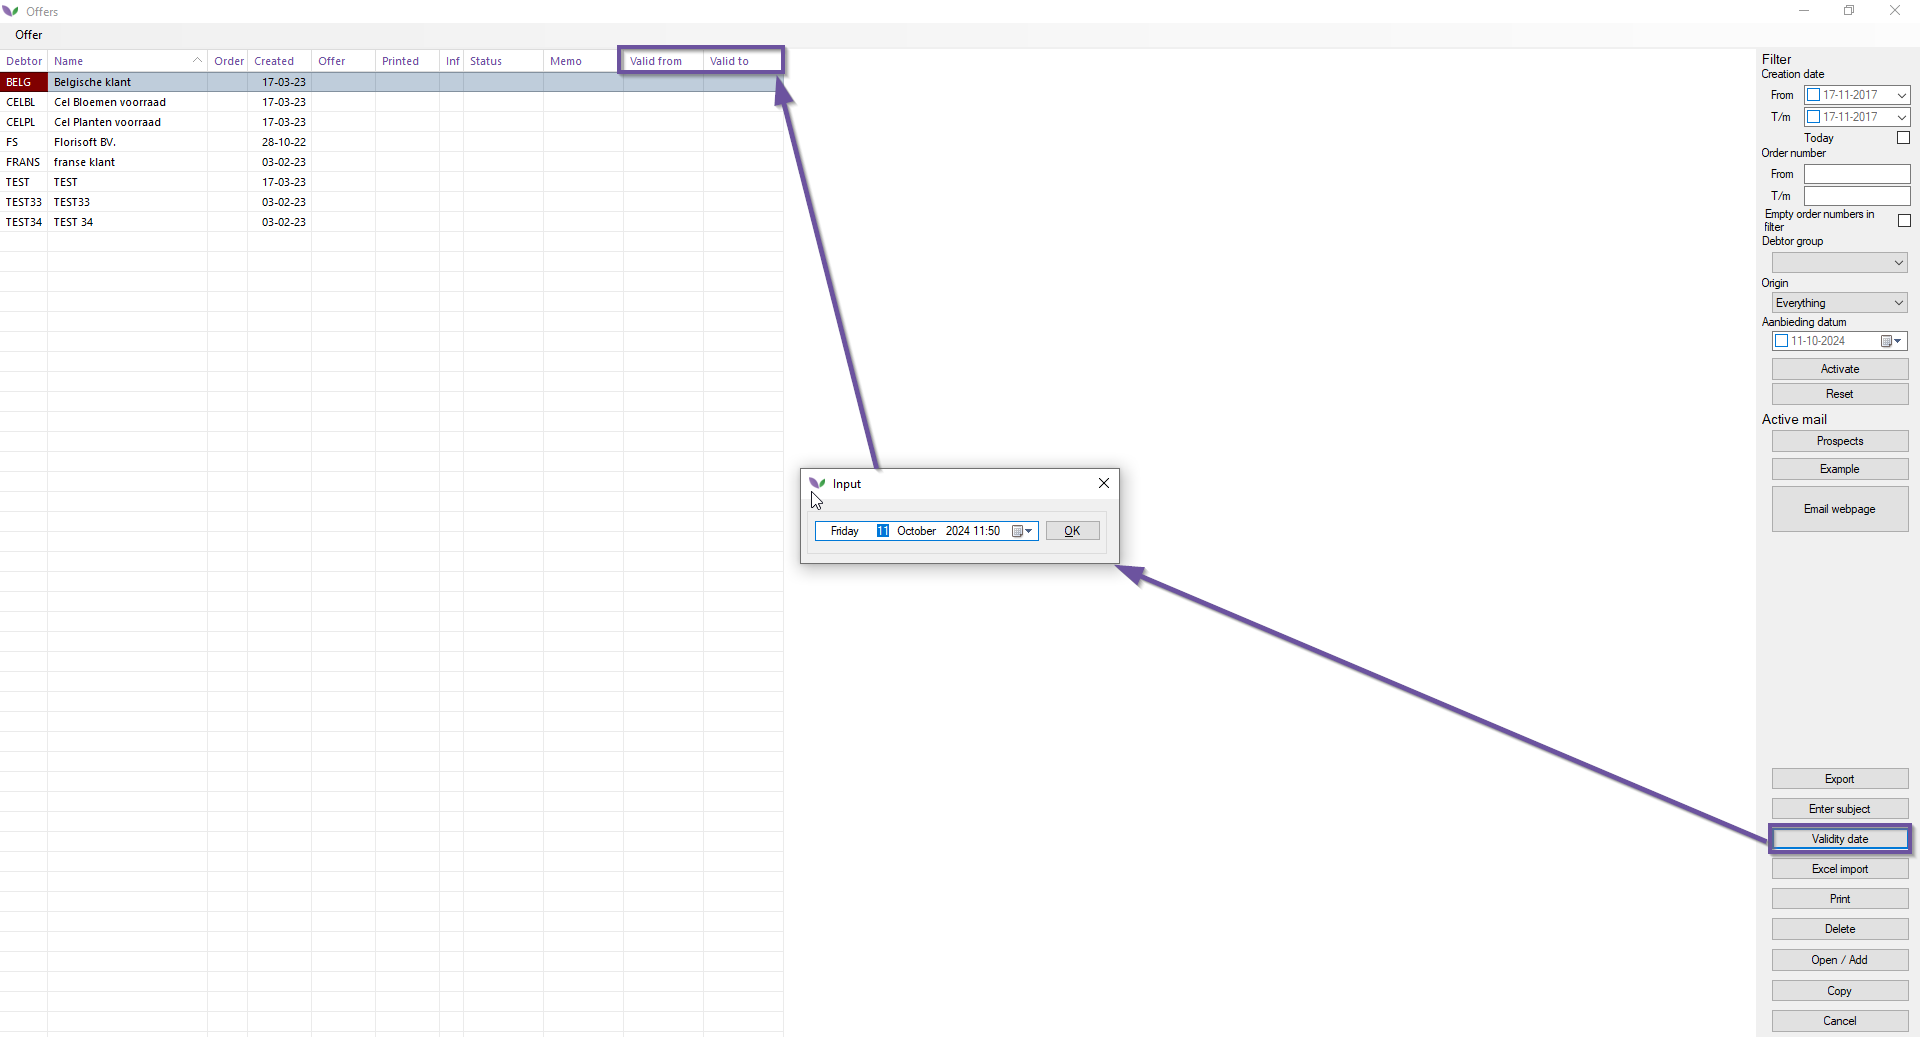 Offers
Offer
Debtor Name Order Created Offer Printed Inf Status Memo Valid from Valid to
BELG Belgische klant 17-03-23
CELBL Cel Bloemen voorraad 17-03-23
CELPL Cel Planten voorraad 17-03-23
FS Florisoft BV. 28-10-22
FRANS franse klant 03-02-23
TEST TEST 17-03-23
TEST33 TEST33 03-02-23
TEST34 TEST 34 03-02-23
Input
Friday 11 October 2024 11:50 OK
Filter
Creation date
From 17-11-2017
T/m 17-11-2017
Today
Order number
From
T/m
Empty order numbers in
filter
Debtor group
Origin
Everything
Aanbieding datum
11-10-2024
Activate
Reset
Active mail
Prospects
Example
Email webpage
Export
Enter subject
Validity date
Excel import
Print
Delete
Open / Add
Copy
Cancel